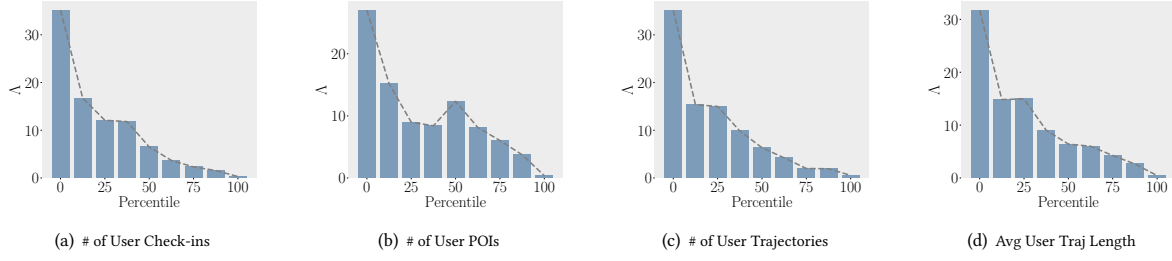 30
20
10
0
Λ
0 25 50 75 100
Percentile
(a) # of User Check-ins
20
10
0
Λ
0 25 50 75 100
Percentile
(b) # of User POIs
30
20
10
0
Λ
0 25 50 75 100
Percentile
(c) # of User Trajectories
30
20
10
0
Λ
0 25 50 75 100
Percentile
(d) Avg User Traj Length